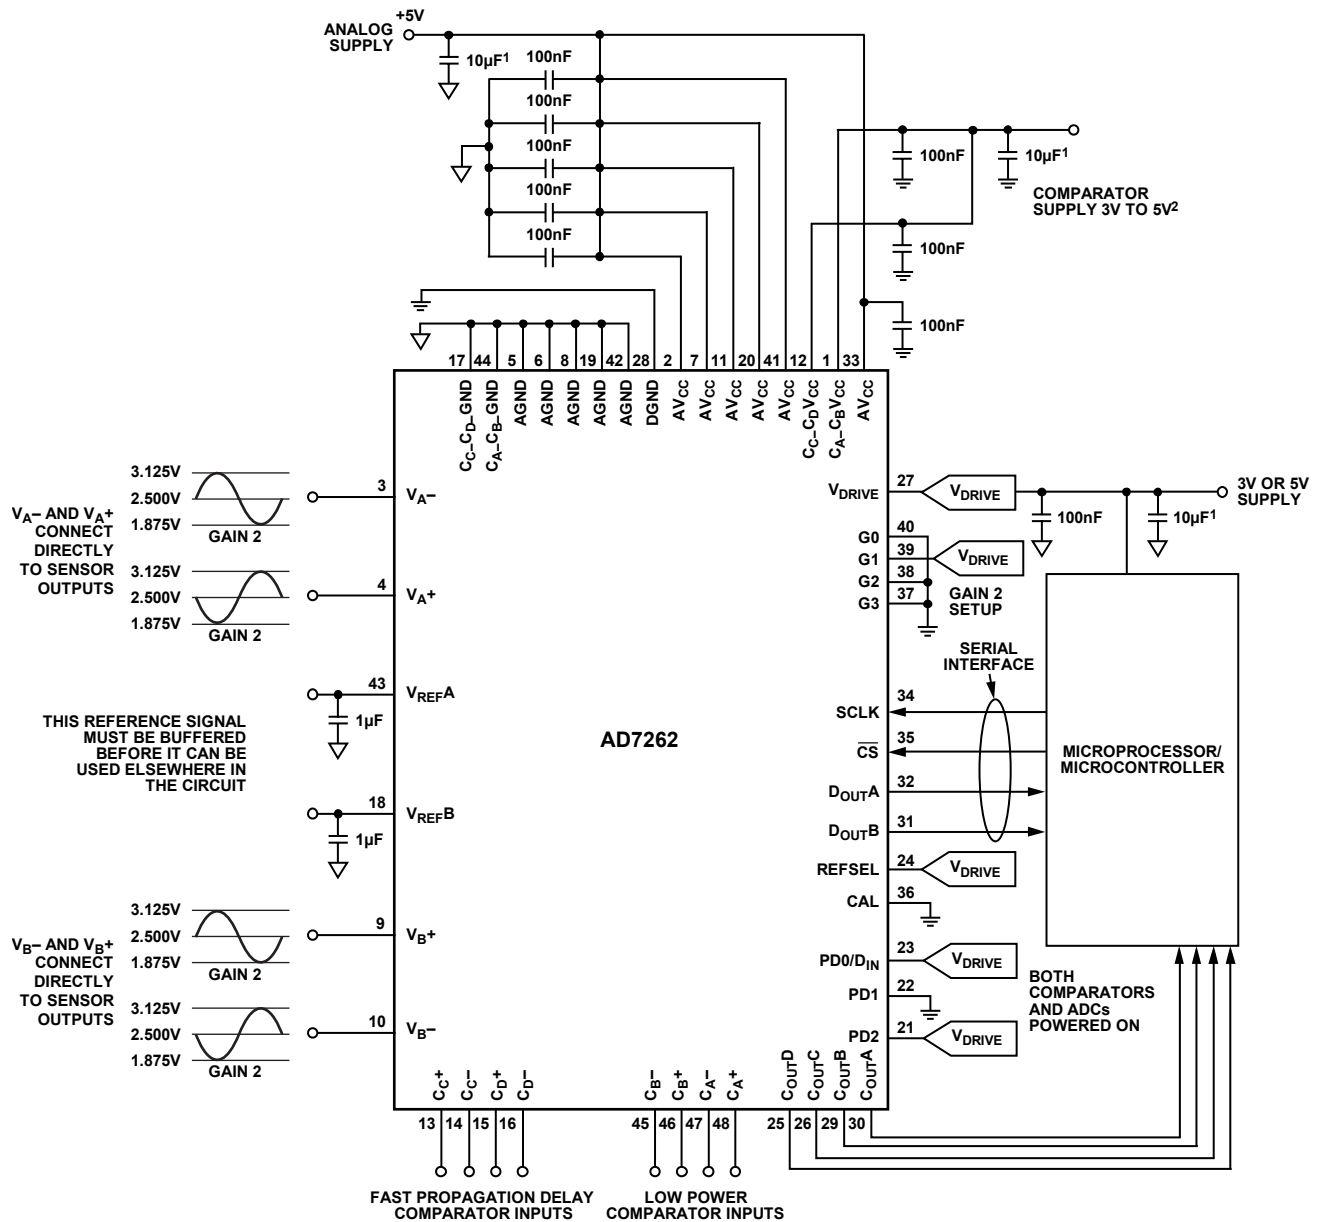 +5V
ANALOG
SUPPLY
10µF1
100nF
100nF
100nF
100nF
100nF
100nF
10µF1
COMPARATOR
SUPPLY 3V TO 5V2
100nF
100nF
17 44 5 6 8 19 42 28 2 7 11 20 41 12 1 33
CC_CD_GND
CA_CB_GND
AGND
AGND
AGND
AGND
AGND
DGND
AVCC
AVCC
AVCC
AVCC
AVCC
CC_CDVCC
CA_CBVCC
AVCC
3.125V
2.500V
1.875V
GAIN 2
VA– AND VA+
CONNECT
DIRECTLY
TO SENSOR
OUTPUTS
3.125V
2.500V
1.875V
GAIN 2
3 VA–
4 VA+
43 VREFA
1µF
THIS REFERENCE SIGNAL
MUST BE BUFFERED
BEFORE IT CAN BE
USED ELSEWHERE IN
THE CIRCUIT
18 VREFB
1µF
3.125V
2.500V
1.875V
GAIN 2
VB– AND VB+
CONNECT
DIRECTLY
TO SENSOR
OUTPUTS
3.125V
2.500V
1.875V
GAIN 2
9 VB+
10 VB–
AD7262
VDRIVE 27 VDRIVE
100nF
10µF1
3V OR 5V
SUPPLY
G0 40
G1 39 VDRIVE
G2 38
G3 37
GAIN 2
SETUP
SERIAL
INTERFACE
SCLK 34
CS 35
DOUTA 32
DOUTB 31
MICROPROCESSOR/
MICROCONTROLLER
REFSEL 24 VDRIVE
CAL 36
PD0/DIN 23 VDRIVE
PD1 22
PD2 21 VDRIVE
BOTH
COMPARATORS
AND ADCs
POWERED ON
CC+
CC–
CD+
CD–
CB–
CB+
CA–
CA+
COUTD
COUTC
COUTB
COUTA
13 14 15 16 45 46 47 48 25 26 29 30
FAST PROPAGATION DELAY
COMPARATOR INPUTS
LOW POWER
COMPARATOR INPUTS